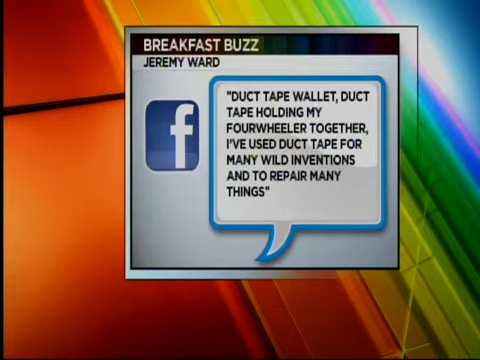 BREAKFAST BUZZ
JEREMY WARD
f
"DUCT TAPE WALLET, DUCT
TAPE HOLDING MY
FOURWHEELER TOGETHER,
I'VE USED DUCT TAPE FOR
MANY WILD INVENTIONS
AND TO REPAIR MANY
THINGS"